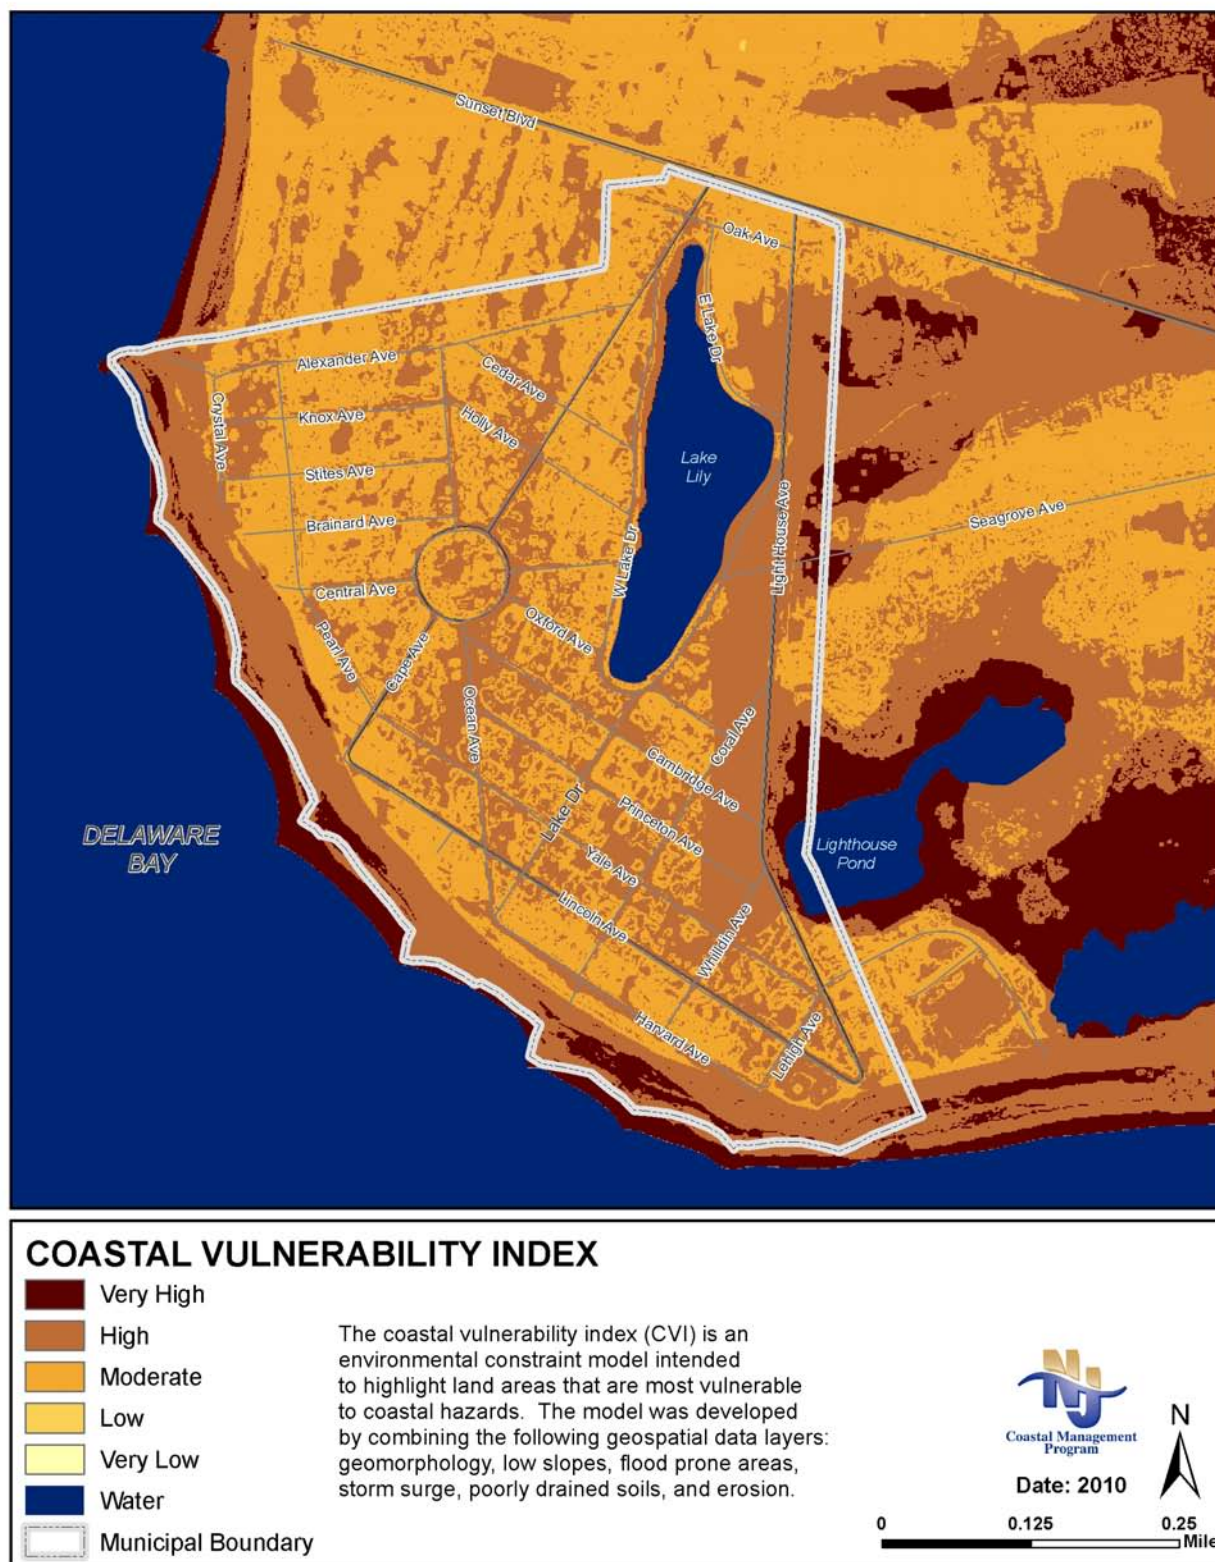 Sunset Blvd
Oak Ave
E Lake Dr
Alexander Ave
Cedar Ave
Crystal Ave
Knox Ave
Holly Ave
Lake
Lily
Stites Ave
Light House Ave
Seagrove Ave
Brainard Ave
W Lake Dr
Central Ave
Oxford Ave
Pearl Ave
Cape Ave
Ocean Ave
Coral Ave
Cambridge Ave
Lake Dr
Princeton Ave
DELAWARE
BAY
Lighthouse
Pond
Yale Ave
Lincoln Ave
Whilldin Ave
Harvard Ave
Lehigh Ave
COASTAL VULNERABILITY INDEX
Very High
High
Moderate
Low
Very Low
Water
Municipal Boundary
The coastal vulnerability index (CVI) is an
environmental constraint model intended
to highlight land areas that are most vulnerable
to coastal hazards. The model was developed
by combining the following geospatial data layers:
geomorphology, low slopes, flood prone areas,
storm surge, poorly drained soils, and erosion.
NJ
Coastal Management
Program
Date: 2010
N
0 0.125 0.25
Mile